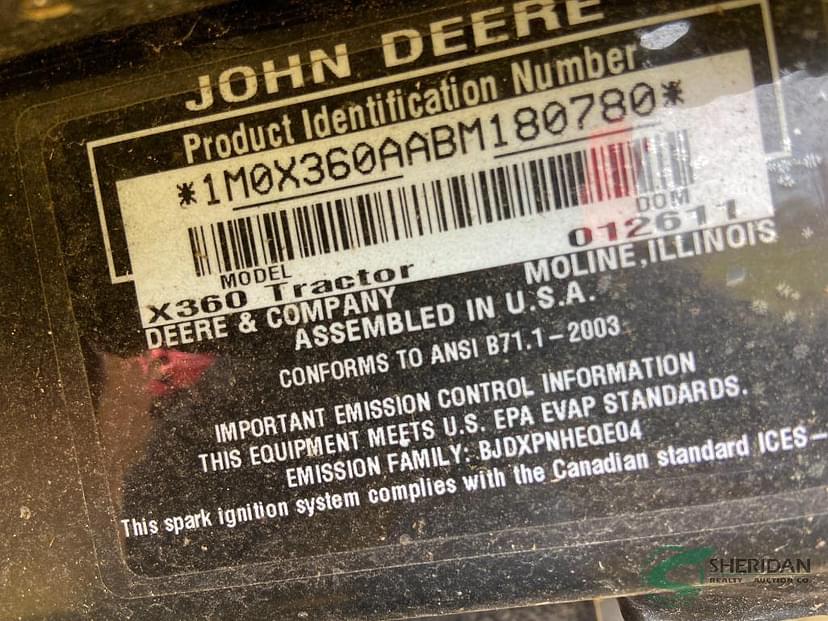 JOHN DEERE
Product Identification Number
*1M0X360AABM180780*
DOM
MODEL 012611
X360 Tractor
DEERE & COMPANY MOLINE, ILLINOIS
ASSEMBLED IN U.S.A.
CONFORMS TO ANSI B71.1-2003
IMPORTANT EMISSION CONTROL INFORMATION
THIS EQUIPMENT MEETS U.S. EPA EVAP STANDARDS.
EMISSION FAMILY: BJDXPNHEQE04
This spark ignition system complies with the Canadian standard ICES-
SHERIDAN
REALTY AUCTION CO.